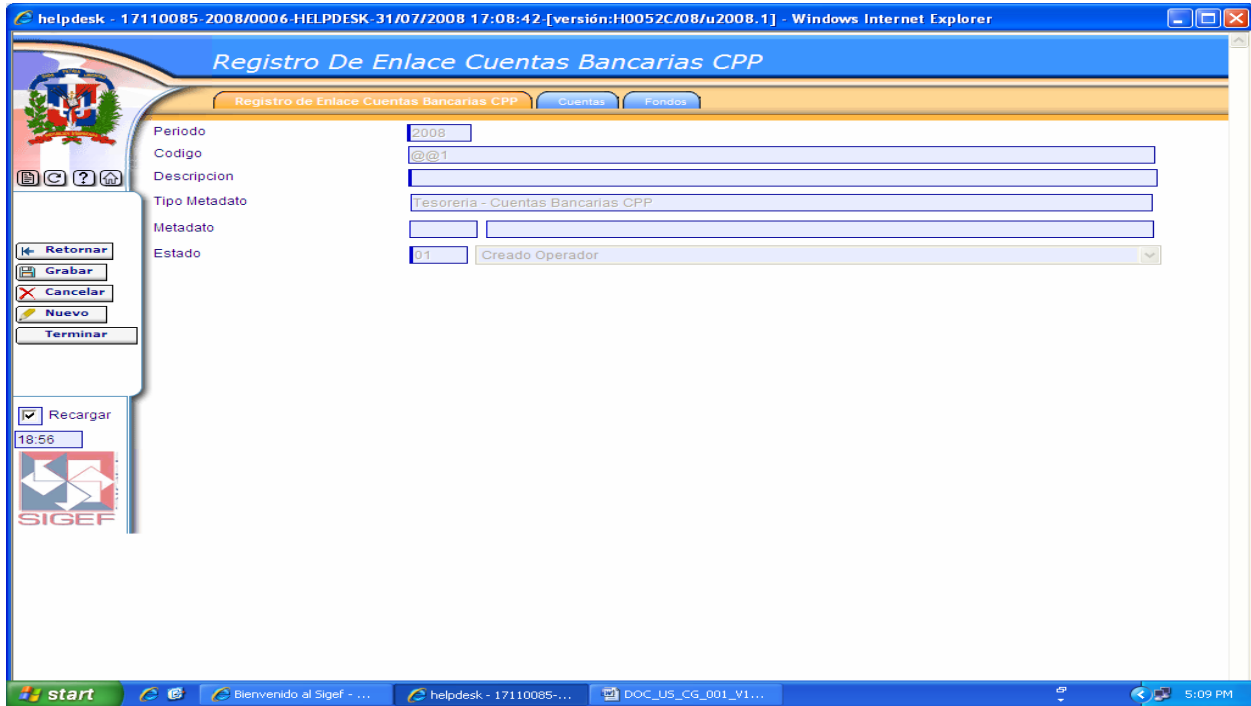 helpdesk - 17110085-2008/0006-HELPDESK-31/07/2008 17:08:42-[versión:H0052C/08/u2008.1] - Windows Internet Explorer
Registro De Enlace Cuentas Bancarias CPP
Registro de Enlace Cuentas Bancarias CPP Cuentas Fondos
Periodo 2008
Codigo @@1
Descripcion
Tipo Metadato Tesoreria - Cuentas Bancarias CPP
Metadato
Estado 01 Creado Operador
Retornar
Grabar
Cancelar
Nuevo
Terminar
Recargar
18:56
SIGEF
start Bienvenido al Sigef - ... helpdesk - 17110085-... DOC_US_CG_001_V1... 5:09 PM